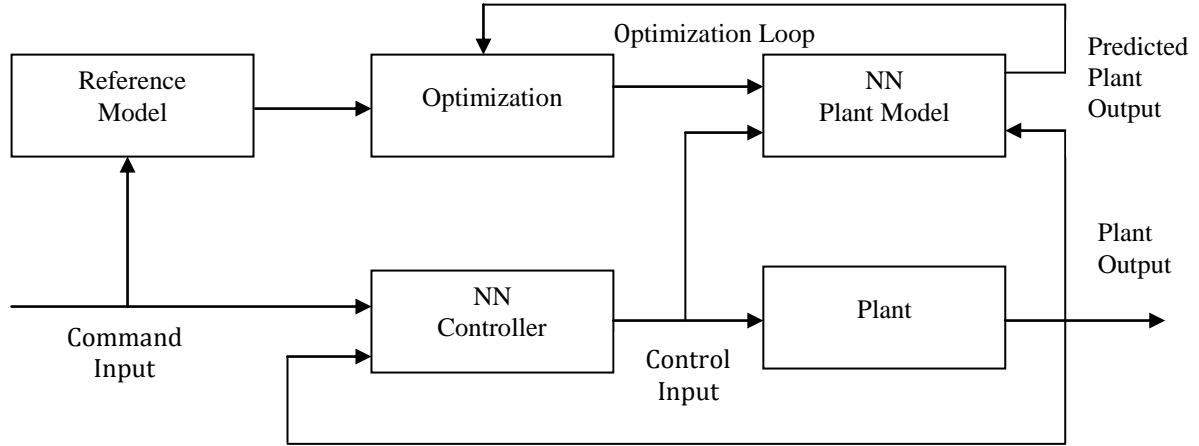 Optimization Loop
Reference
Model
Optimization
NN
Plant Model
Predicted
Plant
Output
NN
Controller
Plant
Plant
Output
Command
Input
Control
Input